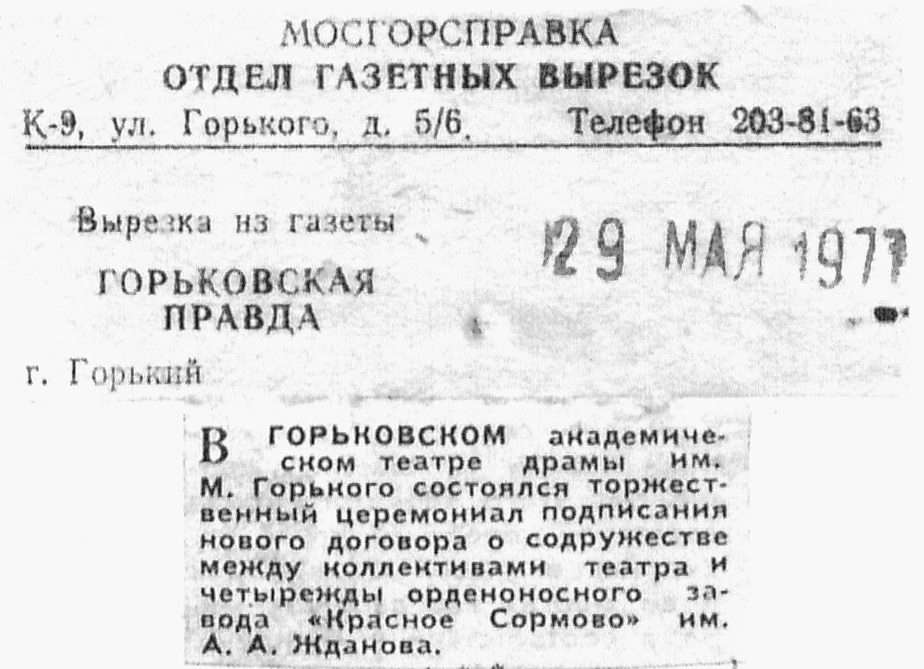 МОСГОРСПРАВКА
ОТДЕЛ ГАЗЕТНЫХ ВЫРЕЗОК
К-9, ул. Горького, д. 5/6. Телефон 203-81-63
Вырезка из газеты
29 МАЯ 1977
ГОРЬКОВСКАЯ
ПРАВДА
г. Горький
В ГОРЬКОВСКОМ академиче-
ском театре драмы им.
М. Горького состоялся торжест-
венный церемониал подписания
нового договора о содружестве
между коллективами театра и
четырежды орденоносного за-
вода «Красное Сормово» им.
А. А. Жданова.